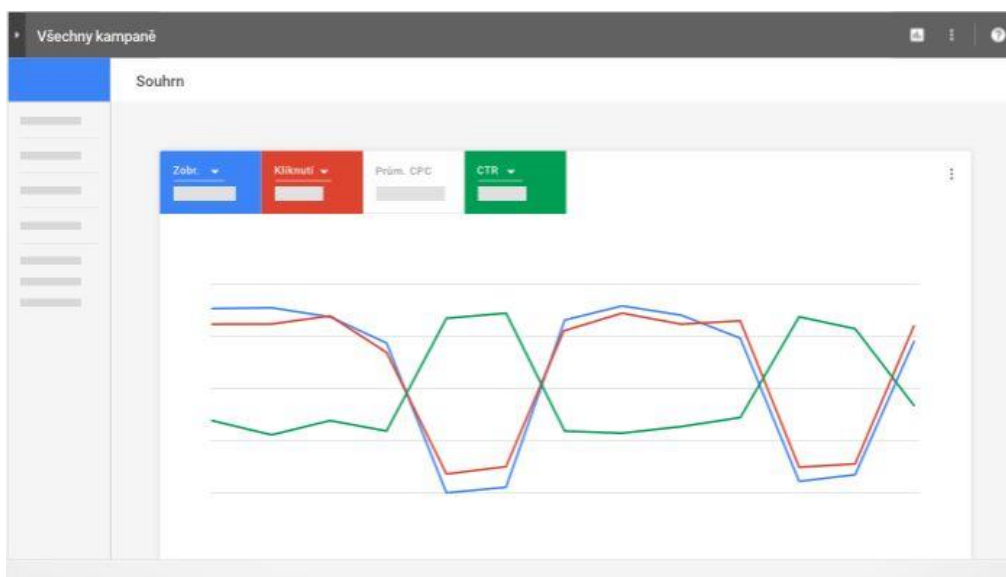 Všechny kampaně
Souhrn
Zobr.
Kliknutí
Prům. CPC
CTR